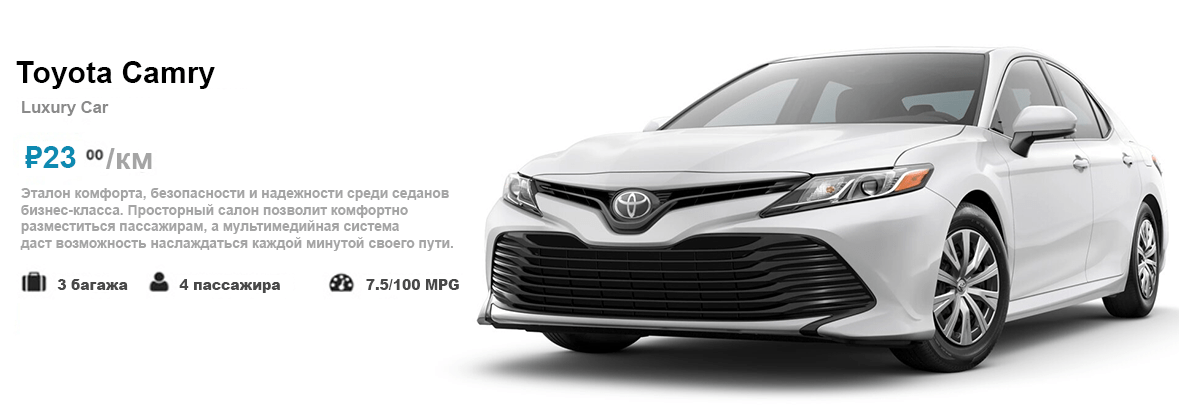 Toyota Camry
Luxury Car
₽23 00/км
Эталон комфорта, безопасности и надежности среди седанов
бизнес-класса. Просторный салон позволит комфортно
разместиться пассажирам, а мультимедийная система
даст возможность наслаждаться каждой минутой своего пути.
3 багажа 4 пассажира 7.5/100 MPG